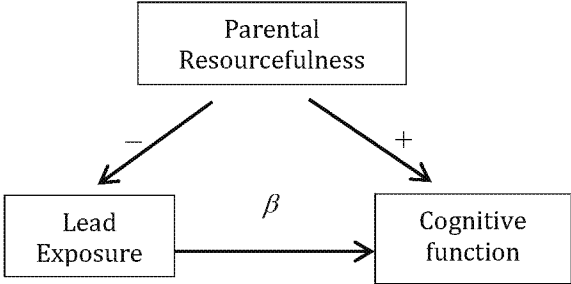 Parental
Resourcefulness
−
+
β
Lead
Exposure
Cognitive
function